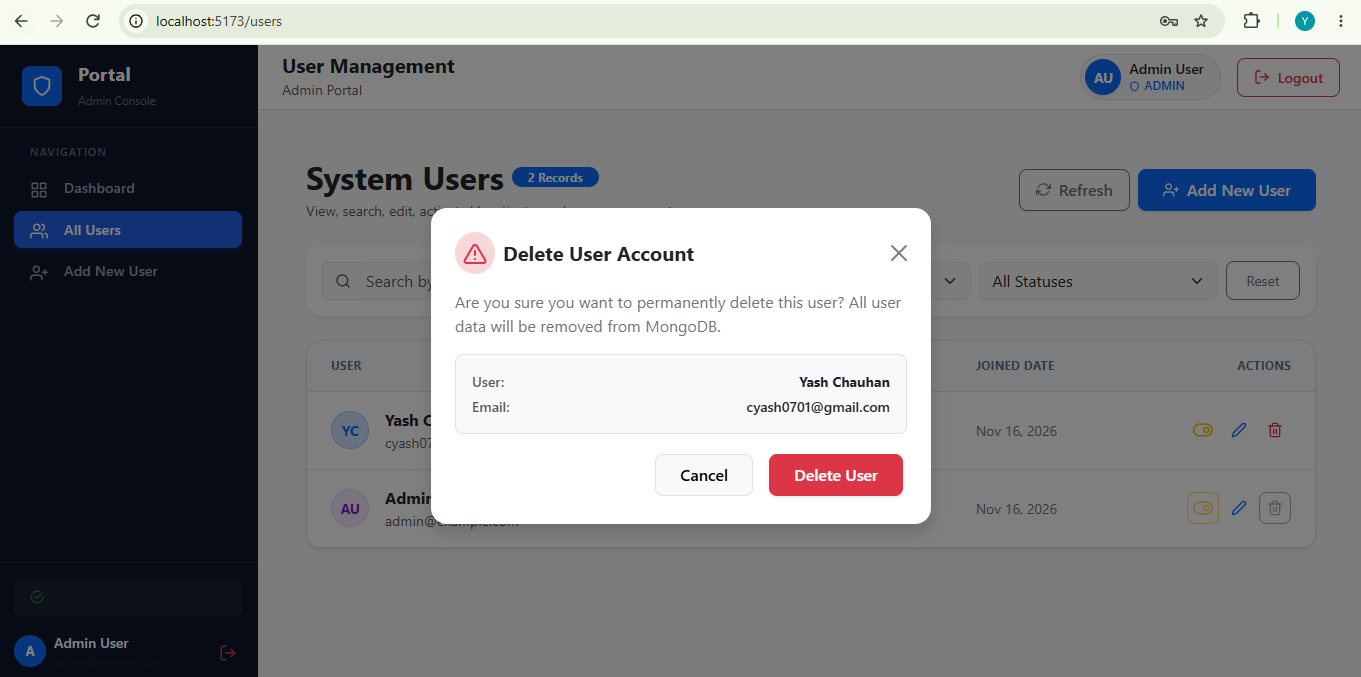 localhost:5173/users
Y
Portal
Admin Console
NAVIGATION
Dashboard
All Users
Add New User
A
Admin User
User Management
Admin Portal
AU
Admin User
ADMIN
Logout
System Users
2 Records
View, search, edit,
Refresh
Add New User
Search by
All Statuses
Reset
USER
JOINED DATE
ACTIONS
YC
Yash C
cyash07
Nov 16, 2026
AU
Admin
admin@example.com
Nov 16, 2026
Delete User Account
Are you sure you want to permanently delete this user? All user
data will be removed from MongoDB.
User:
Yash Chauhan
Email:
cyash0701@gmail.com
Cancel
Delete User